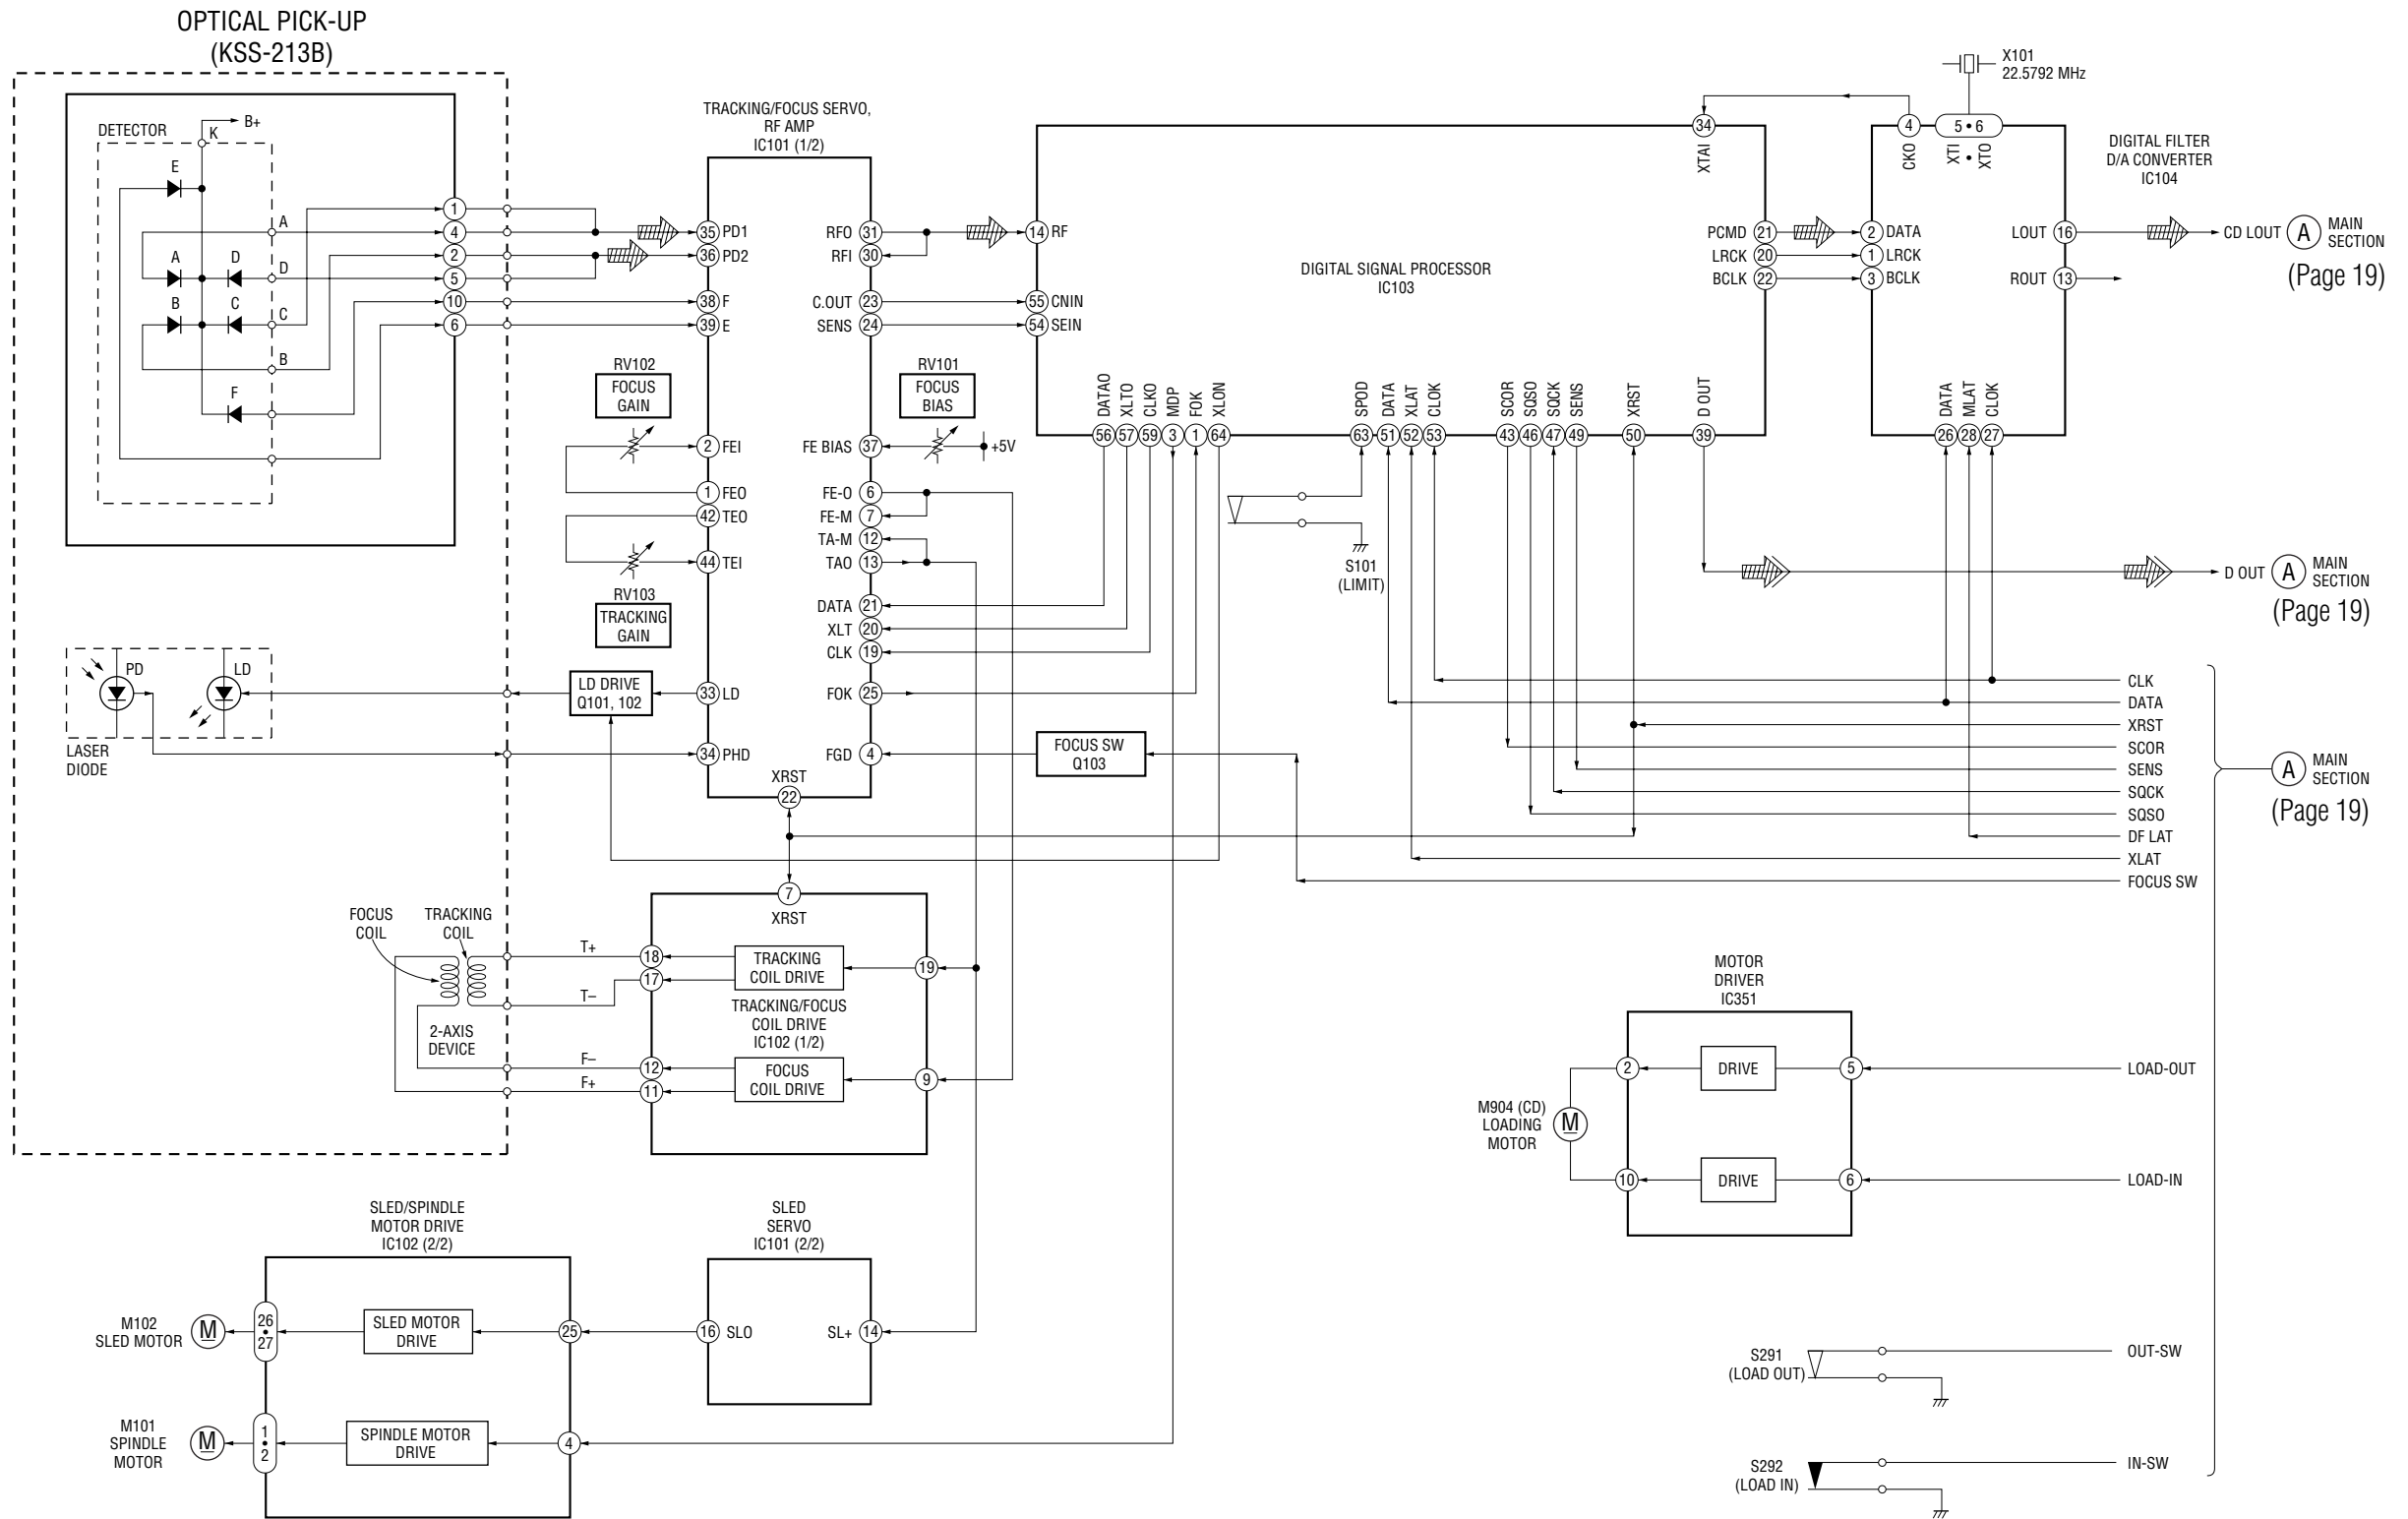 OPTICAL PICK-UP
(KSS-213B)
DETECTOR
K
B+
E
A
A
D
D
B
C
C
B
F
1
4
2
5
10
6
TRACKING/FOCUS SERVO,
RF AMP
IC101 (1/2)
35 PD1
36 PD2
38 F
39 E
RFO 31
RFI 30
C.OUT 23
SENS 24
RV102
FOCUS
GAIN
RV101
FOCUS
BIAS
2 FEI
FE BIAS 37
+5V
1 FEO
42 TEO
44 TEI
FE-O 6
FE-M 7
TA-M 12
TAO 13
RV103
TRACKING
GAIN
DATA 21
XLT 20
CLK 19
33 LD
FOK 25
34 PHD
FGD 4
XRST
22
PD
LD
LASER
DIODE
LD DRIVE
Q101, 102
FOCUS SW
Q103
14 RF
55 CNIN
54 SEIN
DIGITAL SIGNAL PROCESSOR
IC103
34
XTAI
PCMD 21
LRCK 20
BCLK 22
DATAO
XLTO
CLKO
MDP
FOK
XLON
SPOD
DATA
XLAT
CLOK
SCOR
SQSO
SQCK
SENS
XRST
D OUT
56 57 59 3 1 64 63 51 52 53 43 46 47 49 50 39
S101
(LIMIT)
X101
22.5792 MHz
4
5 • 6
CKO
XTI • XTO
DIGITAL FILTER
D/A CONVERTER
IC104
2 DATA
1 LRCK
3 BCLK
LOUT 16
ROUT 13
DATA
MLAT
CLOK
26 28 27
CD LOUT A MAIN
SECTION
(Page 19)
D OUT A MAIN
SECTION
(Page 19)
CLK
DATA
XRST
SCOR
SENS
SQCK
SQSO
DF LAT
XLAT
FOCUS SW
A MAIN
SECTION
(Page 19)
7
XRST
FOCUS
COIL
TRACKING
COIL
2-AXIS
DEVICE
T+
T–
F–
F+
18
17
12
11
TRACKING
COIL DRIVE
TRACKING/FOCUS
COIL DRIVE
IC102 (1/2)
FOCUS
COIL DRIVE
19
9
MOTOR
DRIVER
IC351
2
DRIVE
5
LOAD-OUT
M904 (CD)
LOADING
MOTOR
M
10
DRIVE
6
LOAD-IN
SLED/SPINDLE
MOTOR DRIVE
IC102 (2/2)
M102
SLED MOTOR
M
26
•
27
SLED MOTOR
DRIVE
25
M101
SPINDLE
MOTOR
M
1
•
2
SPINDLE MOTOR
DRIVE
4
SLED
SERVO
IC101 (2/2)
16 SLO
SL+ 14
S291
(LOAD OUT)
OUT-SW
S292
(LOAD IN)
IN-SW